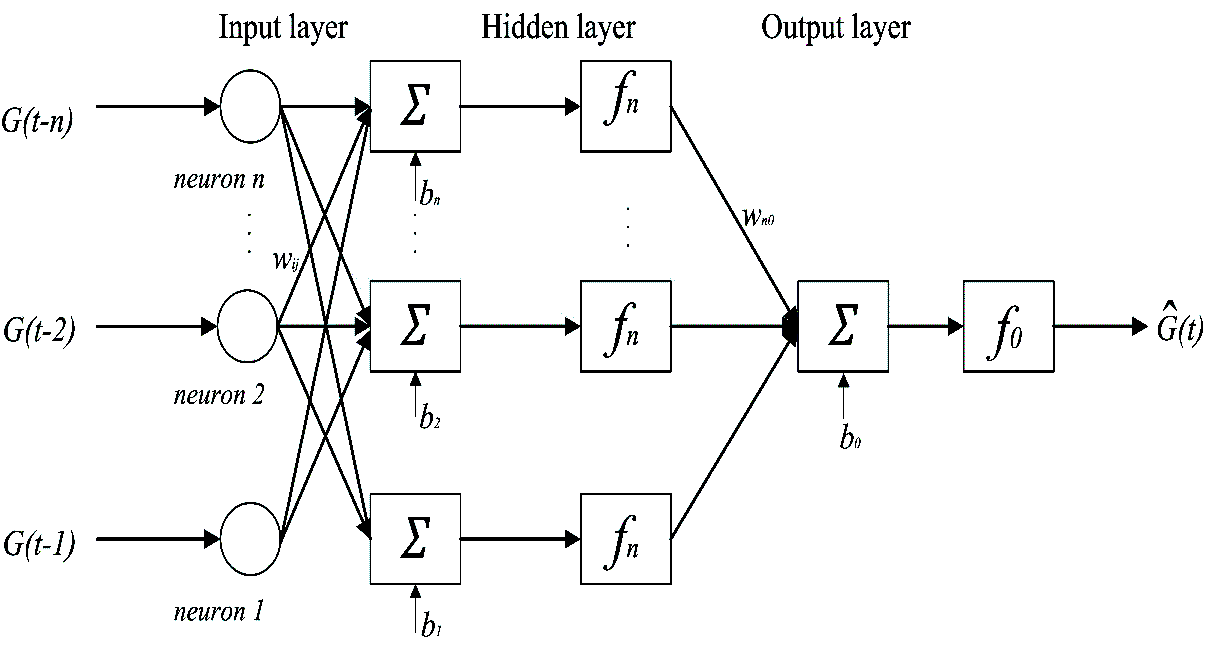 Input layer
Hidden layer
Output layer
G(t-n)
Σ
fn
neuron n
bn
wij
wn0
G(t-2)
Σ
fn
Σ
f0
Ĝ(t)
neuron 2
b2
b0
G(t-1)
Σ
fn
neuron 1
b1